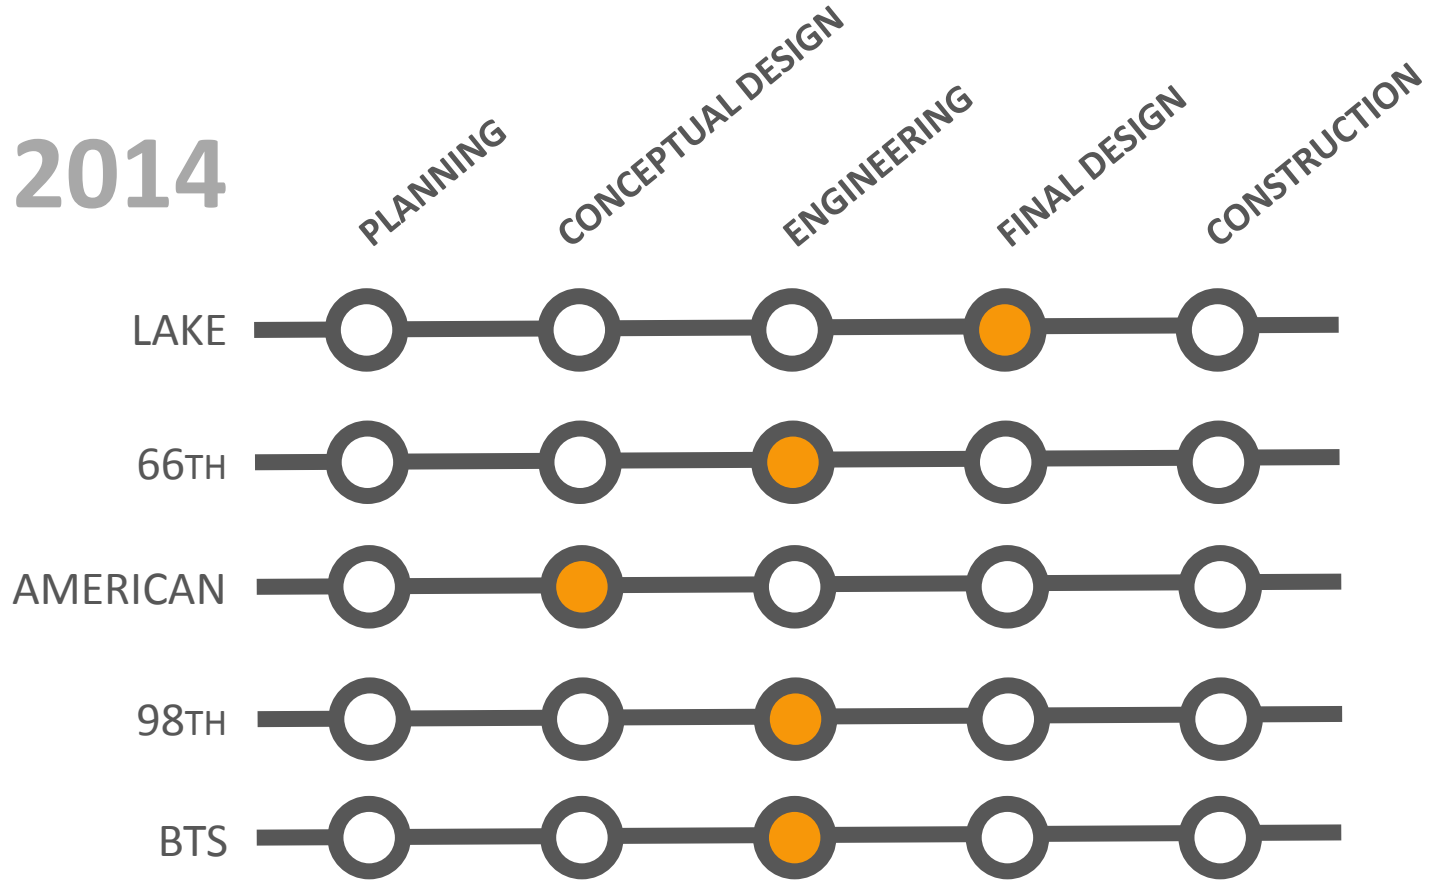 2014
PLANNING
CONCEPTUAL DESIGN
ENGINEERING
FINAL DESIGN
CONSTRUCTION
LAKE
66TH
AMERICAN
98TH
BTS